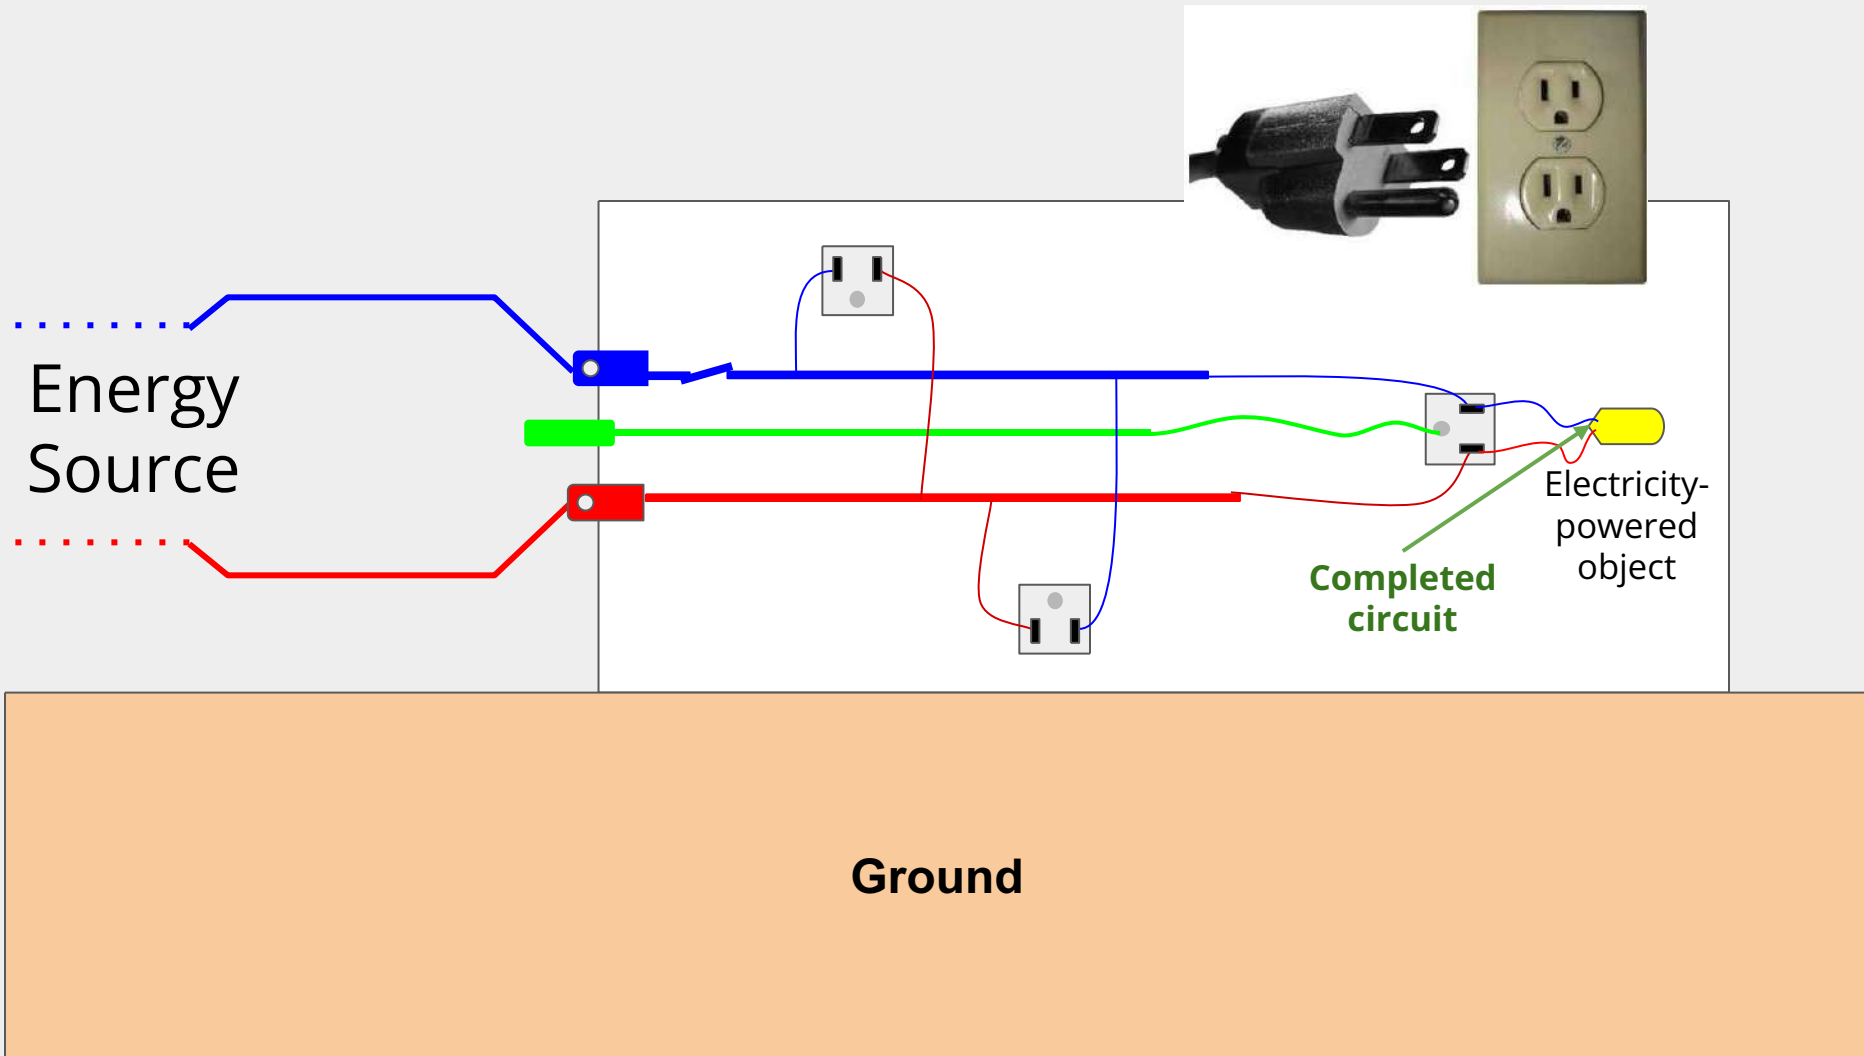 Energy
Source
Electricity-
powered
object
Completed
circuit
Ground